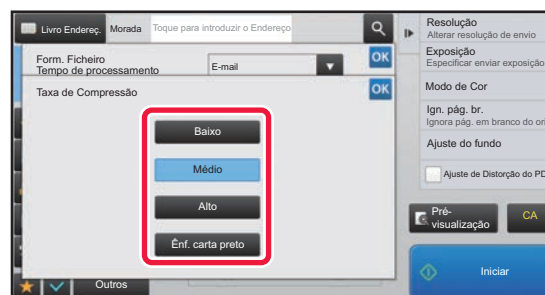 Livro Endereç.
Morada
Toque para introduzir o Endereço
Form. Ficheiro
Tempo de processamento
E-mail
OK
Taxa de Compressão
OK
Baixo
Médio
Alto
Ênf. carta preto
Outros
Resolução
Alterar resolução de envio
Exposição
Especificar enviar exposição
Modo de Cor
Ign. pág. br.
Ignora pág. em branco do ori
Ajuste do fundo
Ajuste de Distorção do PD
Pré-
visualização
CA
Iniciar